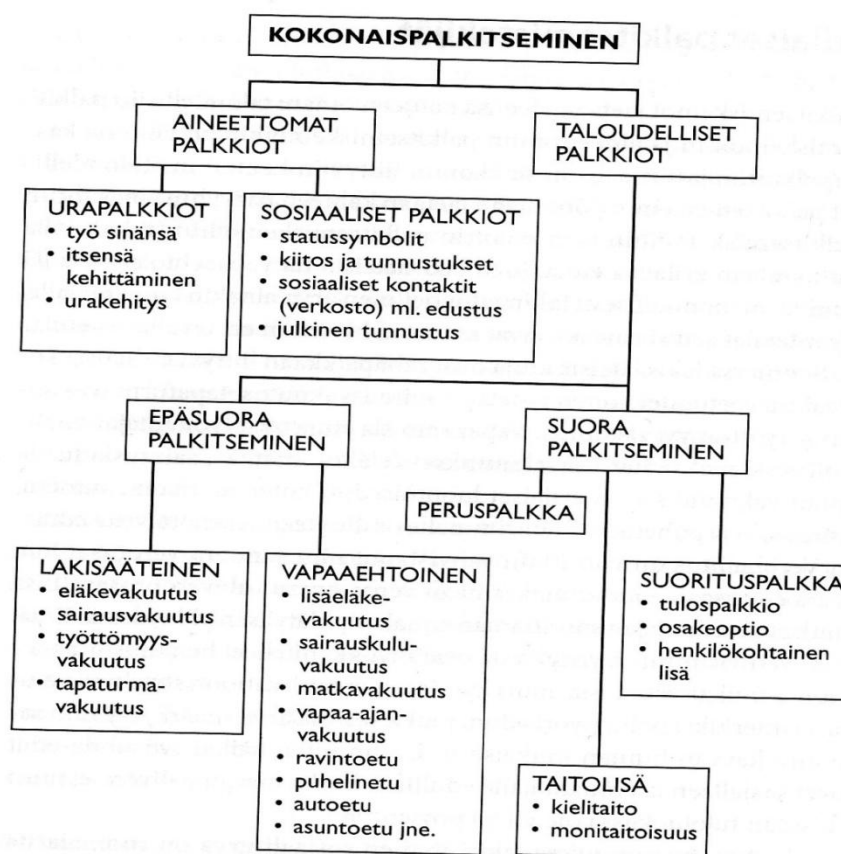 KOKONAISPALKITSEMINEN
AINEETTOMAT
PALKKIOT
TALOUDELLISET
PALKKIOT
URAPALKKIOT
• työ sinänsä
• itsensä
kehittäminen
• urakehitys
SOSIAALISET PALKKIOT
• statussymbolit
• kiitos ja tunnustukset
• sosiaaliset kontaktit
(verkosto) ml. edustus
• julkinen tunnustus
EPÄSUORA
PALKITSEMINEN
SUORA
PALKITSEMINEN
PERUSPALKKA
LAKISÄÄTEINEN
• eläkevakuutus
• sairausvakuutus
• työttömyys-
vakuutus
• tapaturma-
vakuutus
VAPAAEHTOINEN
• lisäeläke-
vakuutus
• sairauskulu-
vakuutus
• matkavakuutus
• vapaa-ajan-
vakuutus
• ravintoetu
• puhelinetu
• autoetu
• asuntoetu jne.
SUORITUSPALKKA
• tulospalkkio
• osakeoptio
• henkilökohtainen
lisä
TAITOLISÄ
• kielitaito
• monitaitoisuus